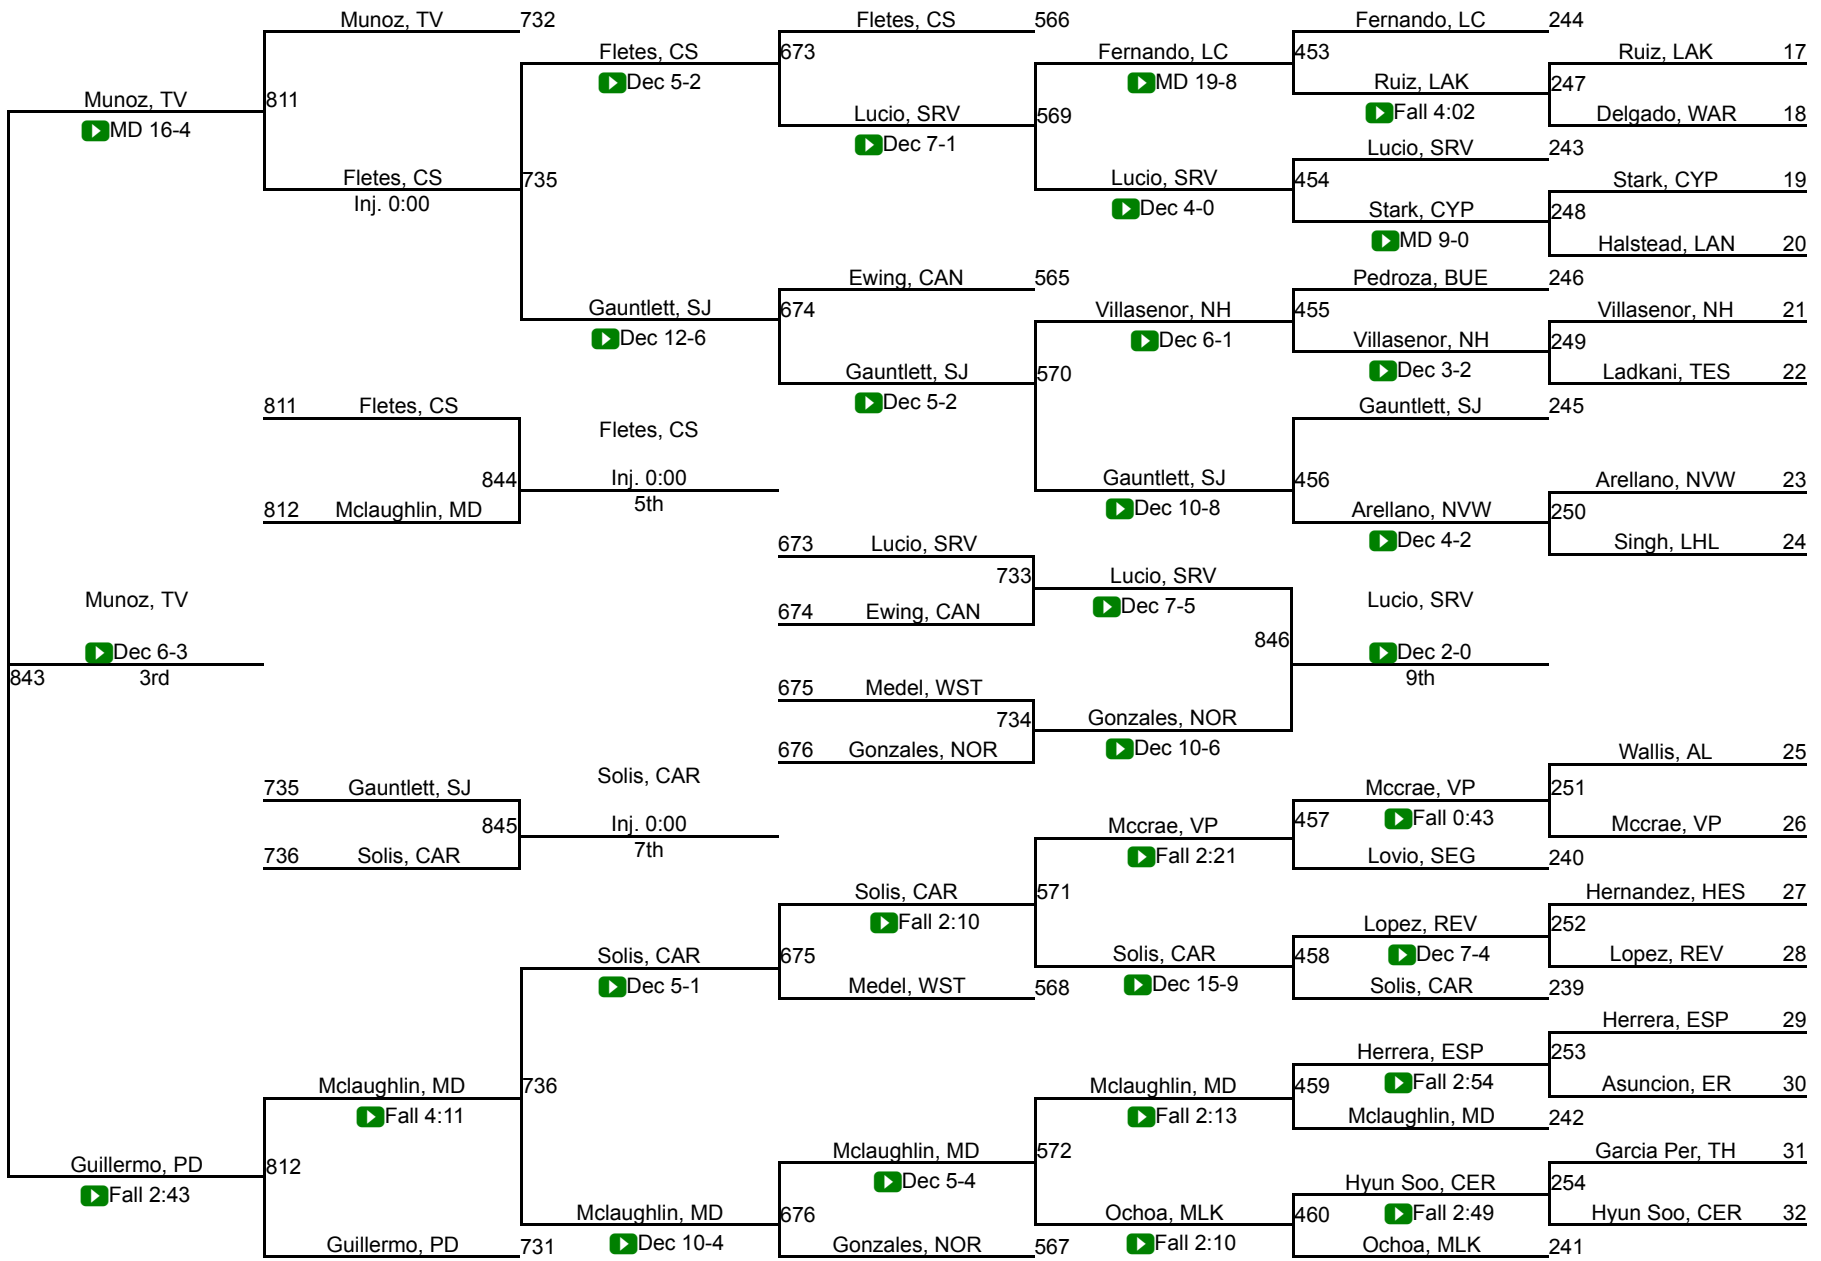 Munoz, TV 732 Fletes, CS 566 Fernando, LC 244
Fletes, CS 673 Fernando, LC 453 Ruiz, LAK 17
Dec 5-2 MD 19-8 Ruiz, LAK 247
Munoz, TV 811 Lucio, SRV 569 Fall 4:02 Delgado, WAR 18
MD 16-4 Dec 7-1 Lucio, SRV 243
Fletes, CS 735 Lucio, SRV 454 Stark, CYP 19
Inj. 0:00 Dec 4-0 Stark, CYP 248
MD 9-0 Halstead, LAN 20
Ewing, CAN 565 Pedroza, BUE 246
Gauntlett, SJ 674 Villasenor, NH 455 Villasenor, NH 21
Dec 12-6 Dec 6-1 Villasenor, NH 249
Gauntlett, SJ 570 Dec 3-2 Ladkani, TES 22
811 Fletes, CS Dec 5-2 Gauntlett, SJ 245
Fletes, CS
844 Inj. 0:00 Gauntlett, SJ 456 Arellano, NVW 23
812 Mclaughlin, MD 5th Dec 10-8 Arellano, NVW 250
673 Lucio, SRV Dec 4-2 Singh, LHL 24
733 Lucio, SRV
Munoz, TV 674 Ewing, CAN Dec 7-5 Lucio, SRV
Dec 6-3 846 Dec 2-0
843 3rd 675 Medel, WST 9th
734 Gonzales, NOR
676 Gonzales, NOR Dec 10-6 Wallis, AL 25
735 Gauntlett, SJ Solis, CAR Mccrae, VP 251
845 Inj. 0:00 Mccrae, VP 457 Fall 0:43 Mccrae, VP 26
736 Solis, CAR 7th Fall 2:21 Lovio, SEG 240
Solis, CAR 571 Hernandez, HES 27
Fall 2:10 Lopez, REV 252
Solis, CAR 675 Solis, CAR 458 Dec 7-4 Lopez, REV 28
Dec 5-1 Medel, WST 568 Dec 15-9 Solis, CAR 239
Herrera, ESP 29
Herrera, ESP 253
Mclaughlin, MD 736 Mclaughlin, MD 459 Fall 2:54 Asuncion, ER 30
Fall 4:11 Fall 2:13 Mclaughlin, MD 242
Guillermo, PD 812 Mclaughlin, MD 572 Garcia Per, TH 31
Fall 2:43 Dec 5-4 Hyun Soo, CER 254
Mclaughlin, MD 676 Ochoa, MLK 460 Fall 2:49 Hyun Soo, CER 32
Guillermo, PD 731 Dec 10-4 Gonzales, NOR 567 Fall 2:10 Ochoa, MLK 241